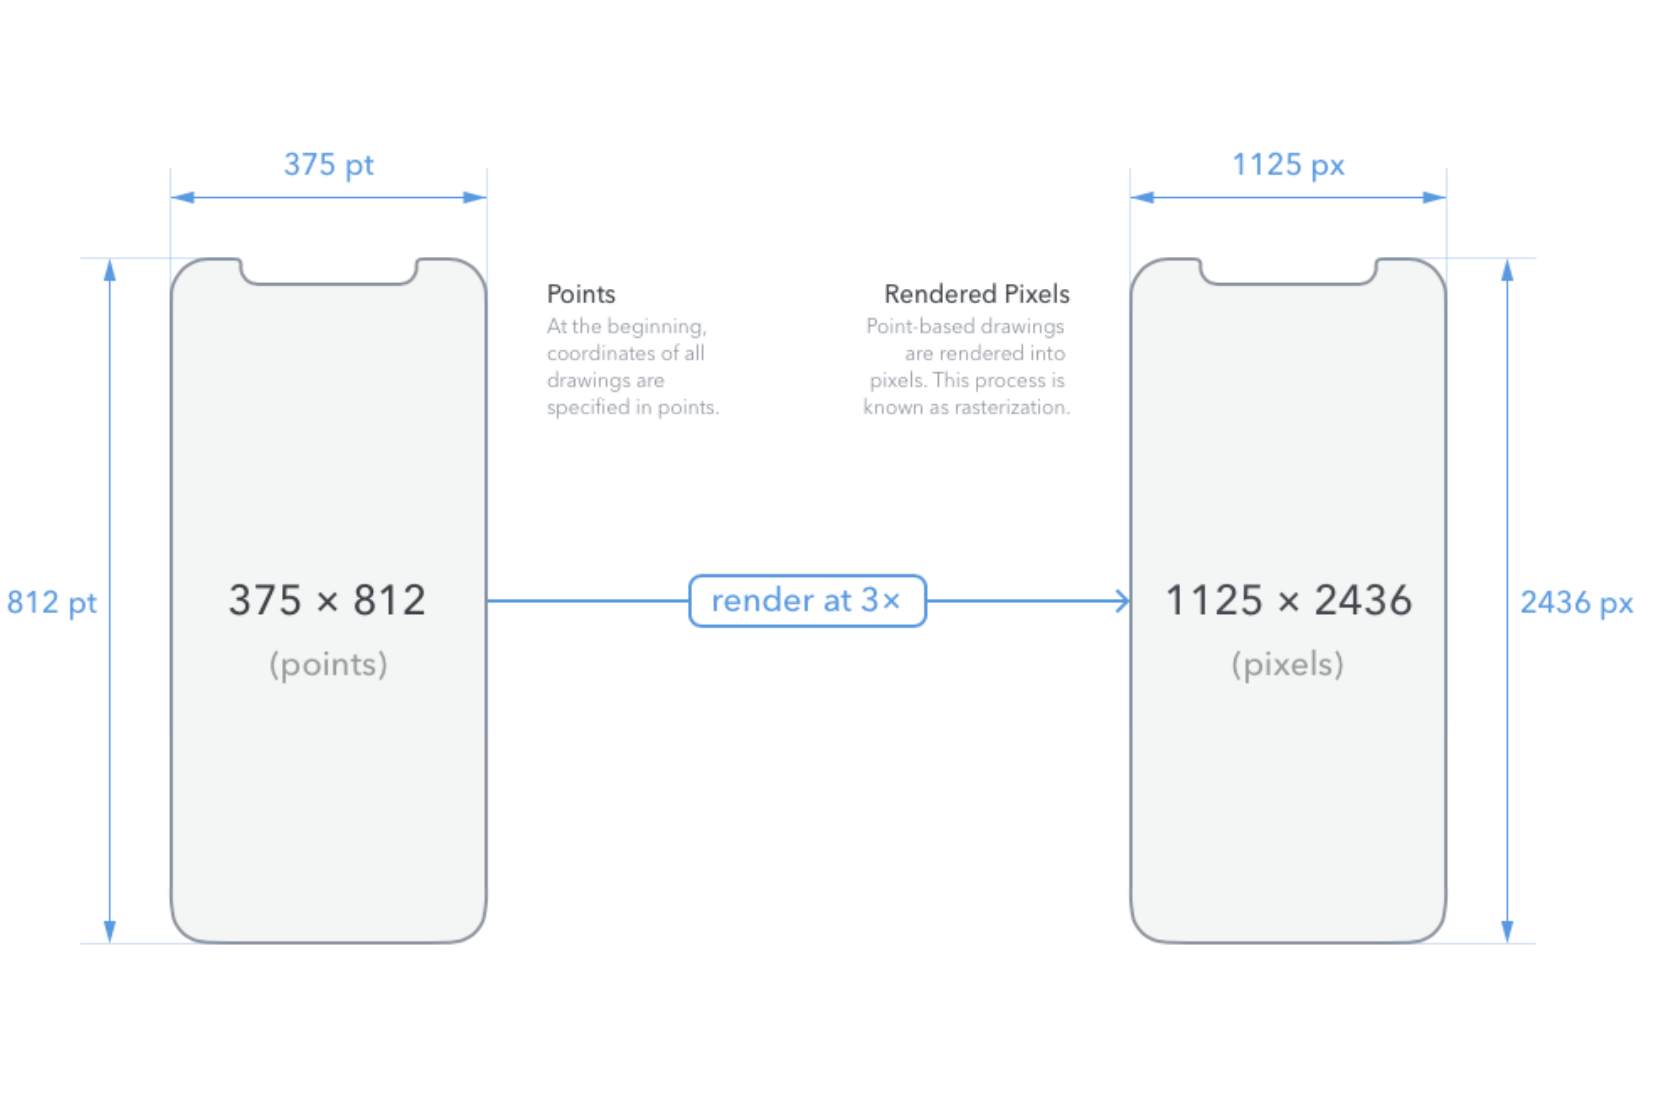 375 pt
1125 px
Points
At the beginning,
coordinates of all
drawings are
specified in points.
Rendered Pixels
Point-based drawings
are rendered into
pixels. This process is
known as rasterization.
812 pt
375 × 812
(points)
render at 3×
1125 × 2436
(pixels)
2436 px